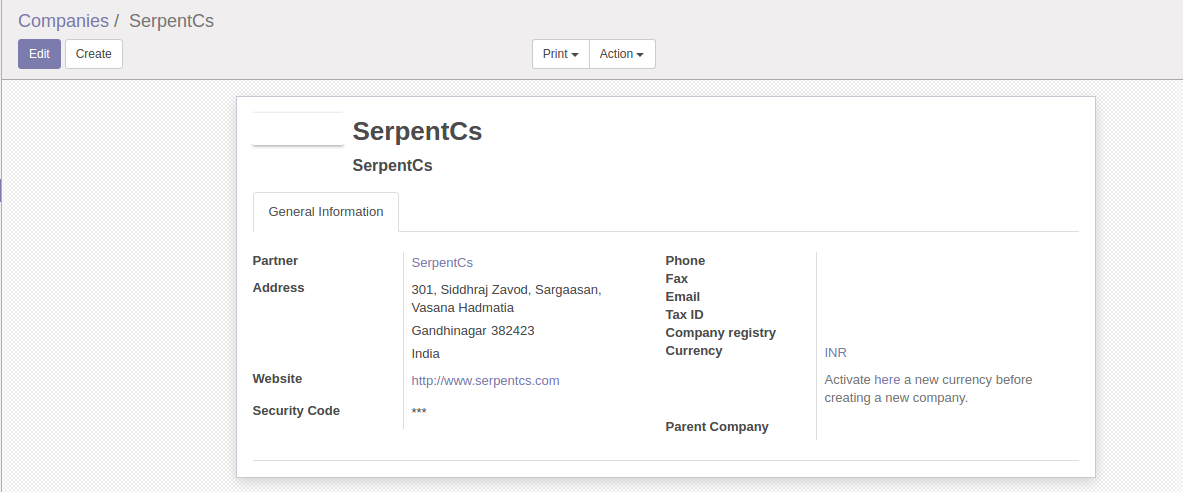 Companies / SerpentCs
Edit Create Print Action
SerpentCs
SerpentCs
General Information
Partner SerpentCs
Address 301, Siddhraj Zavod, Sargaasan,
Vasana Hadmatia
Gandhinagar 382423
India
Website http://www.serpentcs.com
Security Code ***
Phone
Fax
Email
Tax ID
Company registry
Currency INR
Activate here a new currency before
creating a new company.
Parent Company